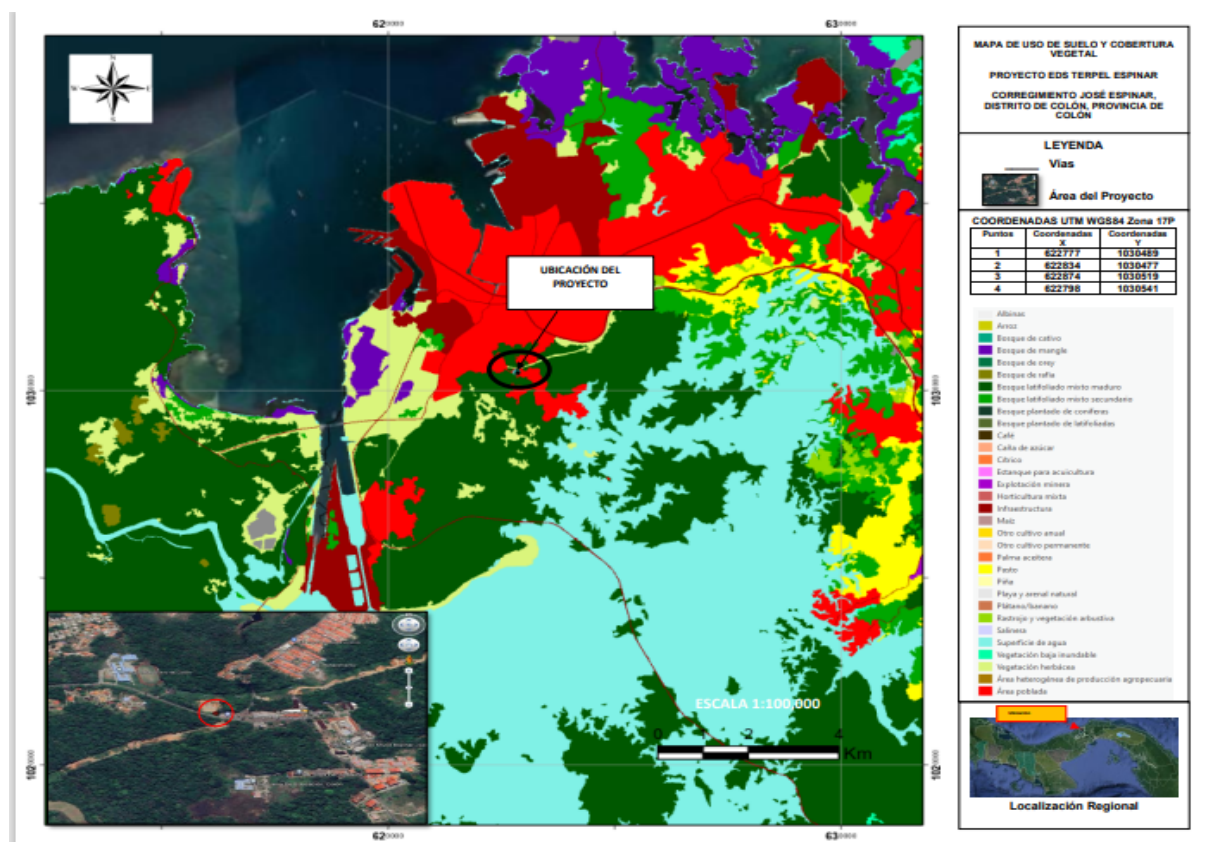 620000
630000
N
W
E
S
UBICACIÓN DEL
PROYECTO
1030000
1030000
1020000
1020000
ESCALA 1:100,000
0 1 2 4
Km
620000
630000
MAPA DE USO DE SUELO Y COBERTURA
VEGETAL
PROYECTO EDS TERPEL ESPINAR
CORREGIMIENTO JOSÉ ESPINAR,
DISTRITO DE COLÓN, PROVINCIA DE
COLÓN
LEYENDA
Vías
Área del Proyecto
COORDENADAS UTM WGS84 Zona 17P
Puntos Coordenadas X Coordenadas Y
1 622777 1030489
2 622834 1030477
3 622874 1030519
4 622798 1030541
Albinas
Arroz
Bosque de cativo
Bosque de mangle
Bosque de orey
Bosque de rafia
Bosque latifoliado mixto maduro
Bosque latifoliado mixto secundario
Bosque plantado de coníferas
Bosque plantado de latifoliadas
Café
Caña de azúcar
Cítrico
Estanque para acuicultura
Explotación minera
Horticultura mixta
Infraestructura
Maíz
Otro cultivo anual
Otro cultivo permanente
Palma aceitera
Pasto
Piña
Playa y arenal natural
Plátano/banano
Rastrojo y vegetación arbustiva
Salinera
Superficie de agua
Vegetación baja inundable
Vegetación herbácea
Área heterogénea de producción agropecuaria
Área poblada
Localización Regional